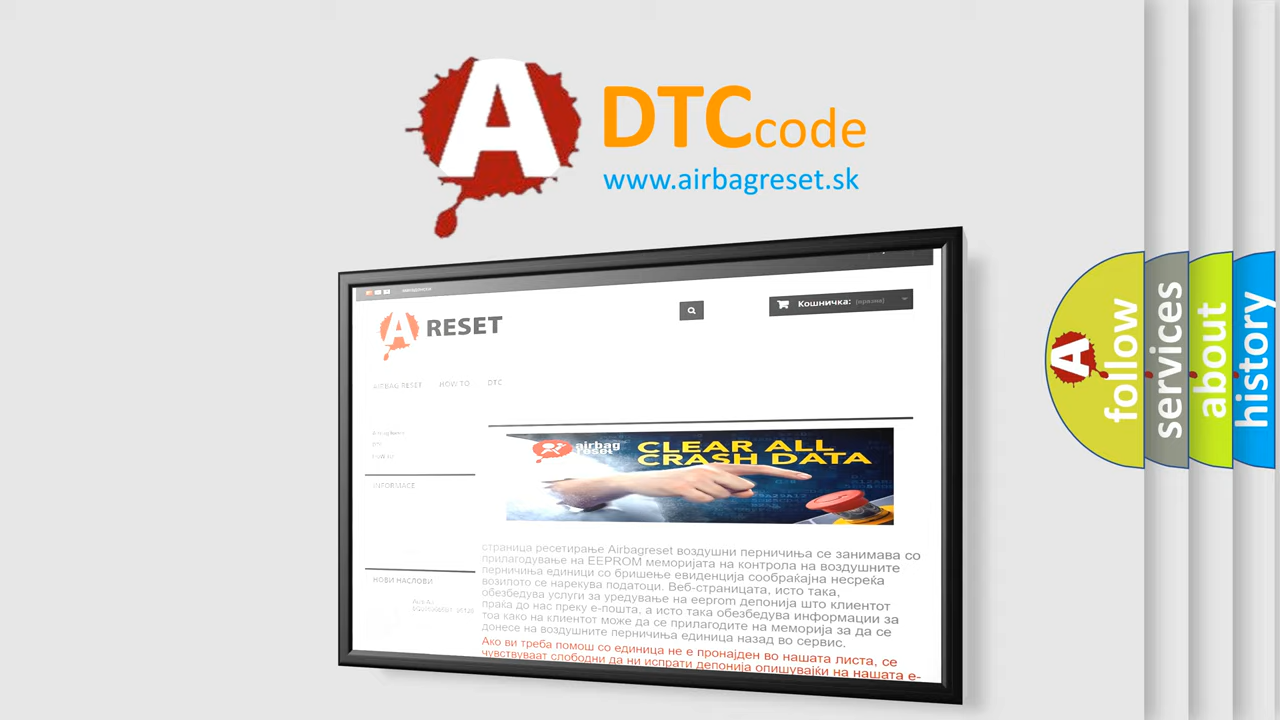 A DTC code
www.airbagreset.sk
A RESET
Кошничка: (празна)
AIRBAG RESET HOW TO DTC
airbag reset
CLEAR ALL
CRASH DATA
INFORMACE
страница ресетирање Airbagreset воздушни перничиња се занимава со
прилагодување на EEPROM меморијата на контрола на воздушните
перничиња единици со бришење евиденција сообраќајна несреќа
возилото се нарекува податоци. Веб-страницата, исто така,
обезбедува услуги за уредување на eeprom депонија што клиентот
праќа до нас преку е-пошта, а исто така обезбедува информации за
тоа како на клиентот може да се прилагодите на меморија за да се
донесе на воздушните перничиња единица назад во сервис.
НОВИ НАСЛОВИ
Ако ви треба помош со единица не е пронајден во нашата листа, се
чувствуваат слободни да ни испрати депонија опишувајќи на нашата е-
A follow
services
about
history